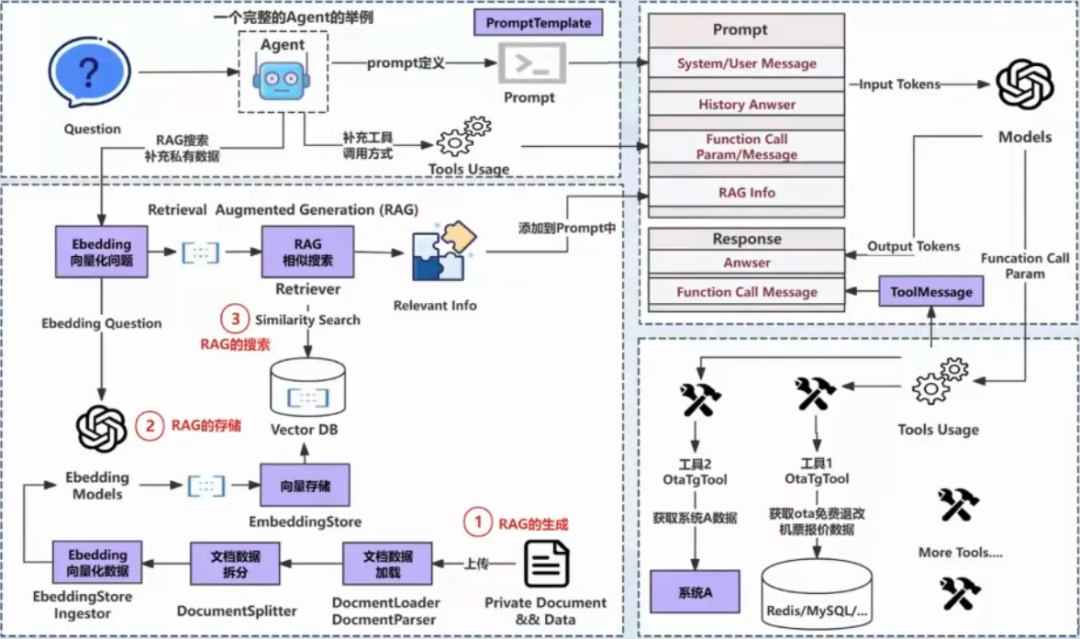 一个完整的Agent的举例
PromptTemplate
Agent
?
Question
prompt定义
Prompt
RAG搜索
补充私有数据
补充工具
调用方式
Tools Usage
Prompt
System/User Message
History Anwser
Function Call
Param/Message
RAG Info
Input Tokens
Models
Response
Anwser
Function Call Message
Output Tokens
ToolMessage
Funcation Call
Param
Retrieval Augmented Generation (RAG)
Ebedding
向量化问题
RAG
相似搜索
Retriever
Relevant Info
添加到Prompt中
Ebedding Question
3
Similarity Search
RAG的搜索
Vector DB
2
RAG的存储
Ebedding
Models
向量存储
EmbeddingStore
1
RAG的生成
Ebedding
向量化数据
EbeddingStore
Ingestor
文档数据
拆分
DocumentSplitter
文档数据
加载
DocmentLoader
DocmentParser
上传
Private Document
&& Data
Tools Usage
工具2
OtaTgTool
获取系统A数据
系统A
工具1
OtaTgTool
获取ota免费退改
机票报价数据
Redis/MySQL/...
More Tools....